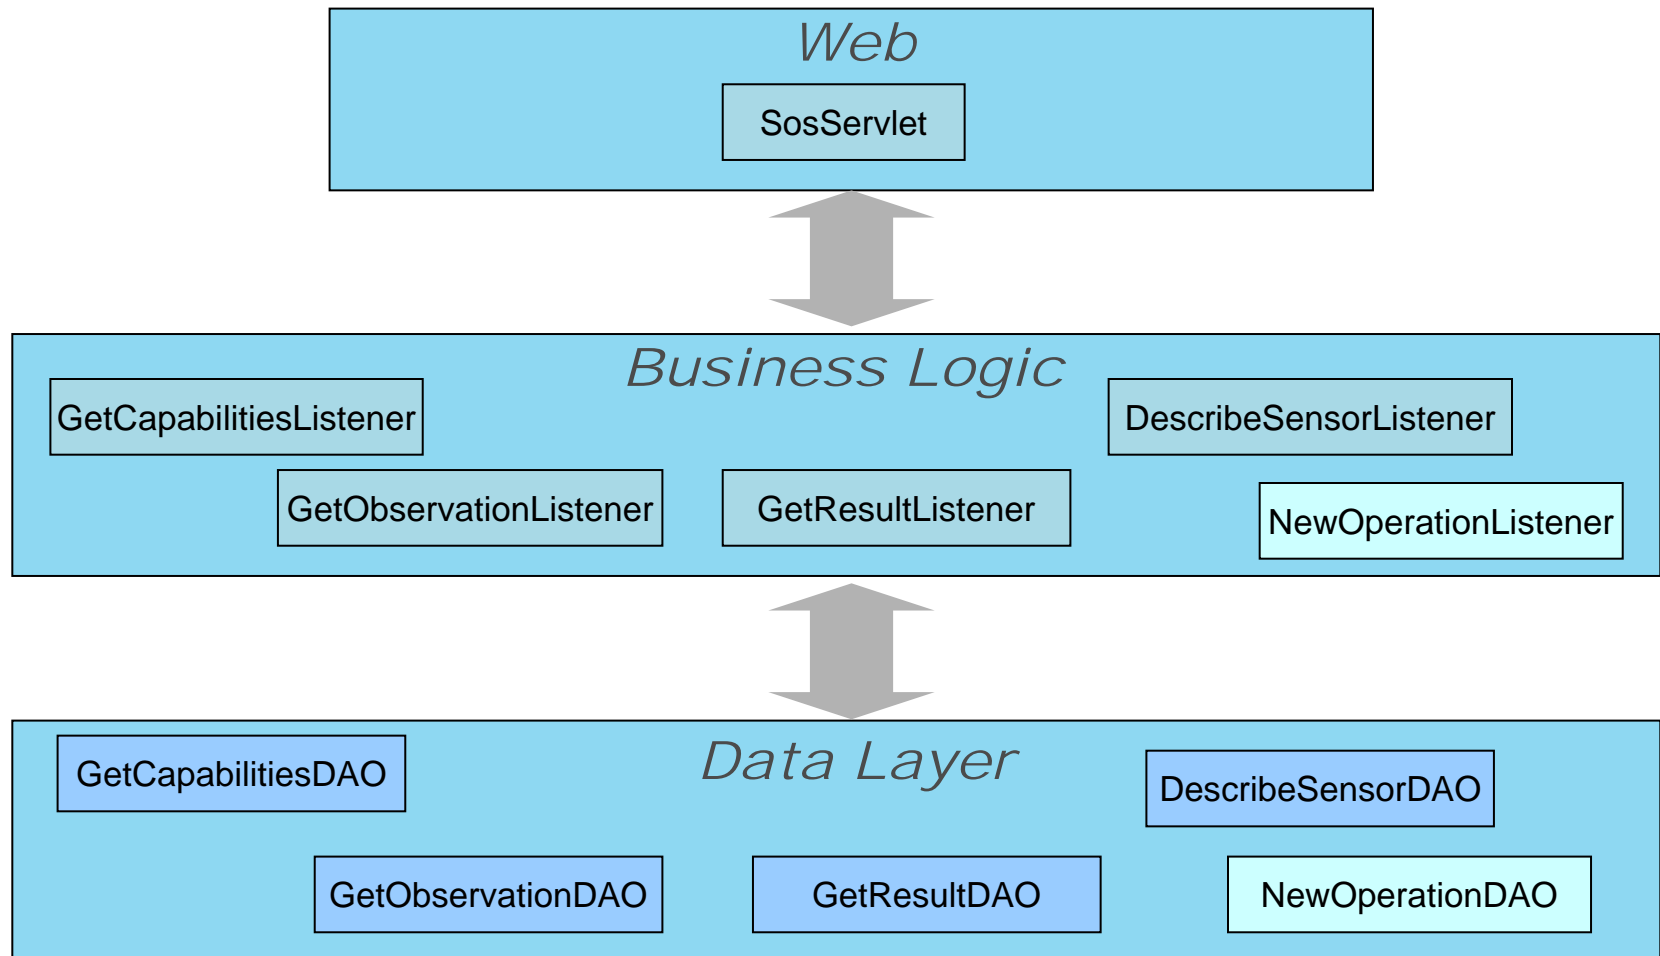 Web
SosServlet
Business Logic
GetCapabilitiesListener
DescribeSensorListener
GetObservationListener
GetResultListener
NewOperationListener
Data Layer
GetCapabilitiesDAO
DescribeSensorDAO
GetObservationDAO
GetResultDAO
NewOperationDAO